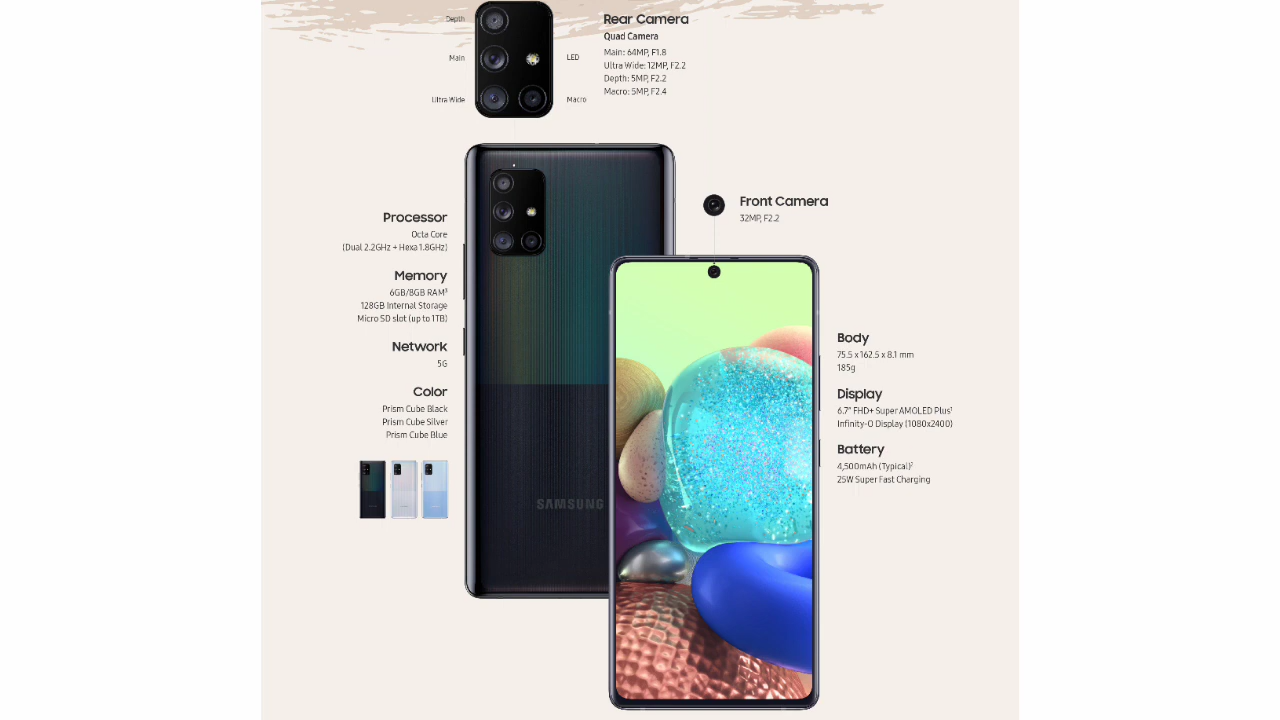 Depth
Main
Ultra Wide
LED
Macro
Rear Camera
Quad Camera
Main: 64MP, F1.8
Ultra Wide: 12MP, F2.2
Depth: 5MP, F2.2
Macro: 5MP, F2.4
Front Camera
32MP, F2.2
Processor
Octa Core
(Dual 2.2GHz + Hexa 1.8GHz)
Memory
6GB/8GB RAM³
128GB Internal Storage
Micro SD slot (up to 1TB)
Network
5G
Color
Prism Cube Black
Prism Cube Silver
Prism Cube Blue
SAMSUNG
Body
75.5 x 162.5 x 8.1 mm
185g
Display
6.7" FHD+ Super AMOLED Plus¹
Infinity-O Display (1080x2400)
Battery
4,500mAh (Typical)²
25W Super Fast Charging